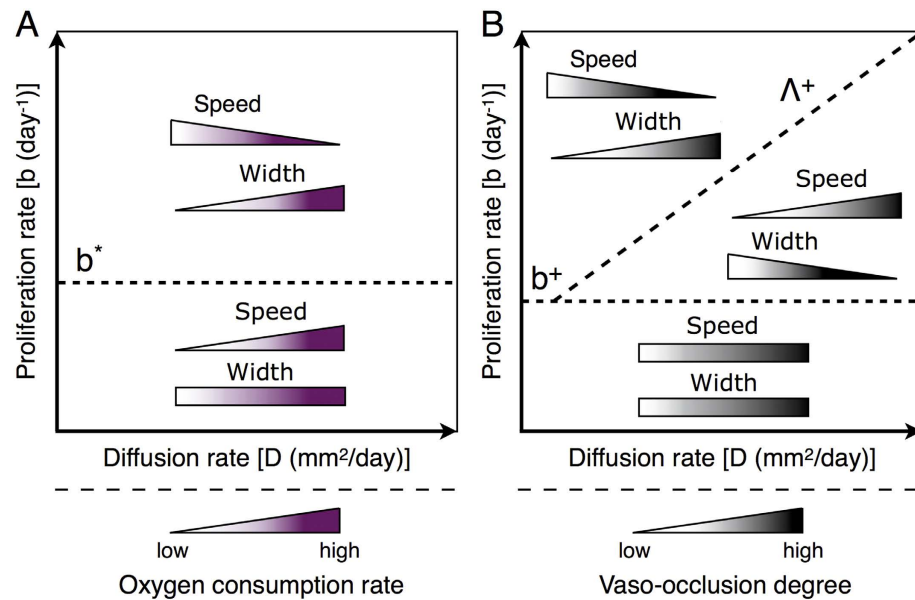 A
Proliferation rate [b (day⁻¹)]
Speed
Width
b*
Speed
Width
Diffusion rate [D (mm²/day)]
low high
Oxygen consumption rate
B
Proliferation rate [b (day⁻¹)]
Speed
Λ⁺
Width
Speed
Width
b⁺
Speed
Width
Diffusion rate [D (mm²/day)]
low high
Vaso-occlusion degree